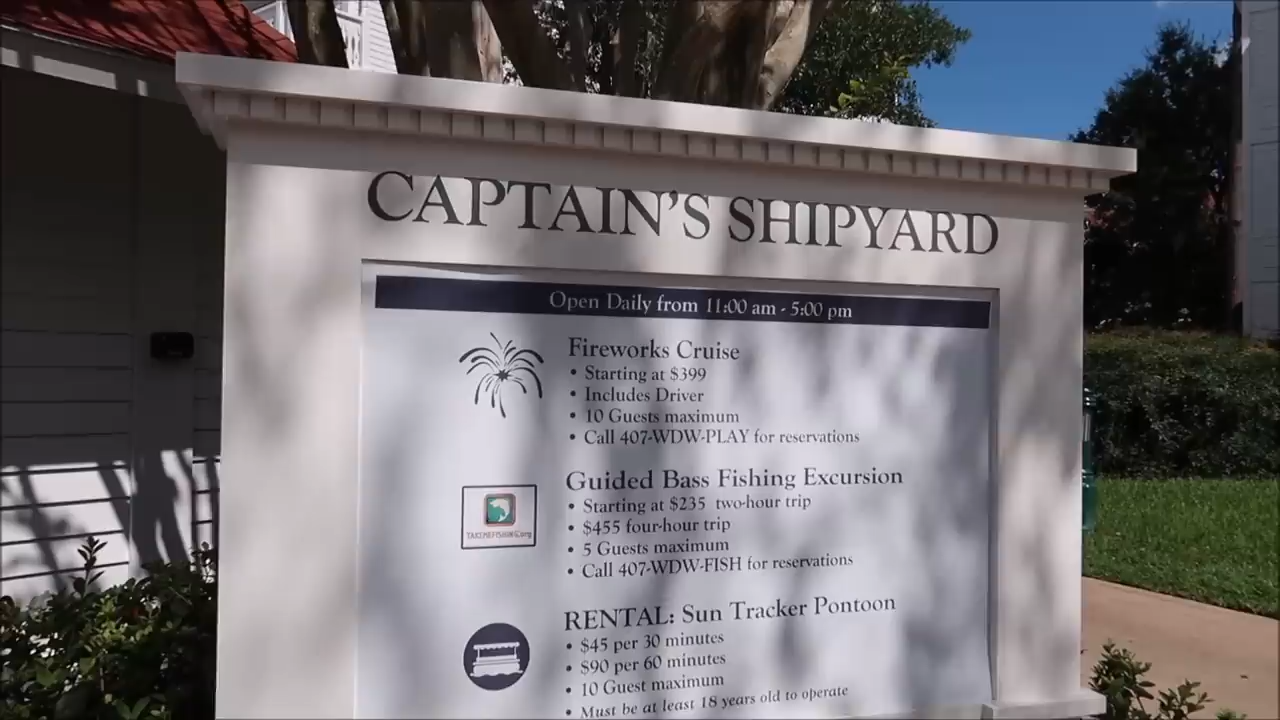 CAPTAIN'S SHIPYARD
Open Daily from 11:00 am - 5:00 pm
Fireworks Cruise
• Starting at $399
• Includes Driver
• 10 Guests maximum
• Call 407-WDW-PLAY for reservations
Guided Bass Fishing Excursion
• Starting at $235 two-hour trip
• $455 four-hour trip
• 5 Guests maximum
• Call 407-WDW-FISH for reservations
TAKEMEFISHING.org
RENTAL: Sun Tracker Pontoon
• $45 per 30 minutes
• $90 per 60 minutes
• 10 Guest maximum
• Must be at least 18 years old to operate